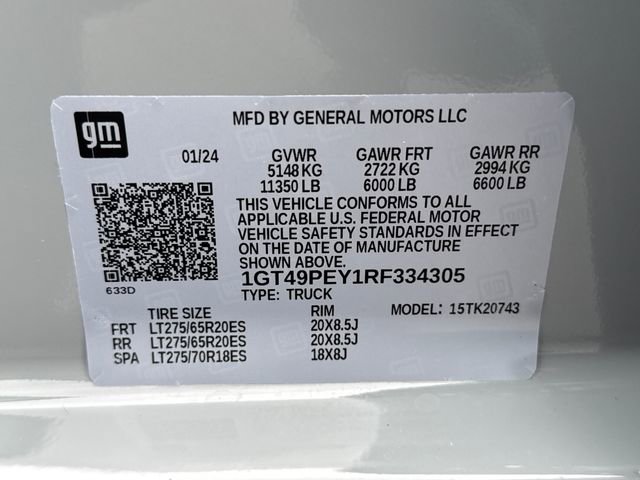 gm
MFD BY GENERAL MOTORS LLC
01/24 GVWR GAWR FRT GAWR RR
5148 KG 2722 KG 2994 KG
11350 LB 6000 LB 6600 LB
THIS VEHICLE CONFORMS TO ALL
APPLICABLE U.S. FEDERAL MOTOR
VEHICLE SAFETY STANDARDS IN EFFECT
ON THE DATE OF MANUFACTURE
SHOWN ABOVE.
1GT49PEY1RF334305
633D
TYPE: TRUCK
TIRE SIZE RIM MODEL: 15TK20743
FRT LT275/65R20ES 20X8.5J
RR LT275/65R20ES 20X8.5J
SPA LT275/70R18ES 18X8J